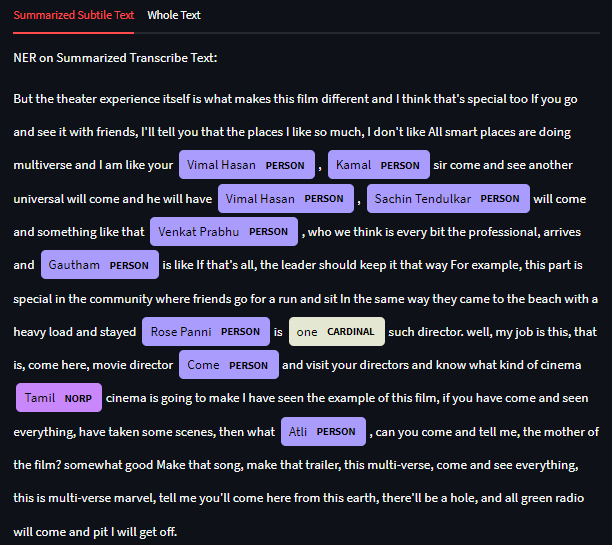 Summarized Subtile Text Whole Text
NER on Summarized Transcribe Text:
But the theater experience itself is what makes this film different and I think that's special too If you go
and see it with friends, I'll tell you that the places I like so much, I don't like All smart places are doing
multiverse and I am like your Vimal Hasan PERSON , Kamal PERSON sir come and see another
universal will come and he will have Vimal Hasan PERSON , Sachin Tendulkar PERSON will come
and something like that Venkat Prabhu PERSON , who we think is every bit the professional, arrives
and Gautham PERSON is like If that's all, the leader should keep it that way For example, this part is
special in the community where friends go for a run and sit In the same way they came to the beach with a
heavy load and stayed Rose Panni PERSON is one CARDINAL such director. well, my job is this, that
is, come here, movie director Come PERSON and visit your directors and know what kind of cinema
Tamil NORP cinema is going to make I have seen the example of this film, if you have come and seen
everything, have taken some scenes, then what Atli PERSON , can you come and tell me, the mother of
the film? somewhat good Make that song, make that trailer, this multi-verse, come and see everything,
this is multi-verse marvel, tell me you'll come here from this earth, there'll be a hole, and all green radio
will come and pit I will get off.